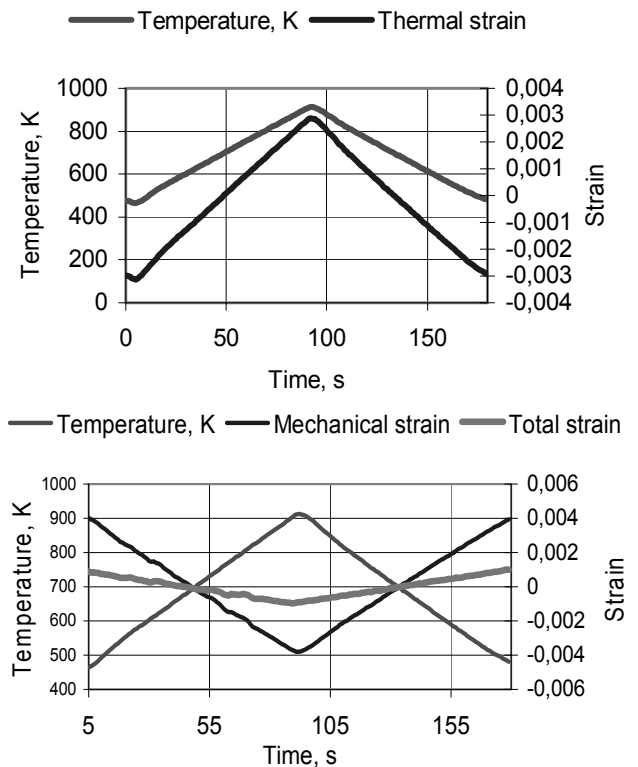 Temperature, K Thermal strain
1000 0,004
800 0,003
0,002
600 0,001
0
400 -0,001
200 -0,002
-0,003
0 -0,004
0 50 100 150
Time, s
Temperature, K
Strain
Temperature, K Mechanical strain Total strain
1000 0,006
900 0,004
800 0,002
700 0
600 -0,002
500 -0,004
400 -0,006
5 55 105 155
Time, s
Temperature, K
Strain